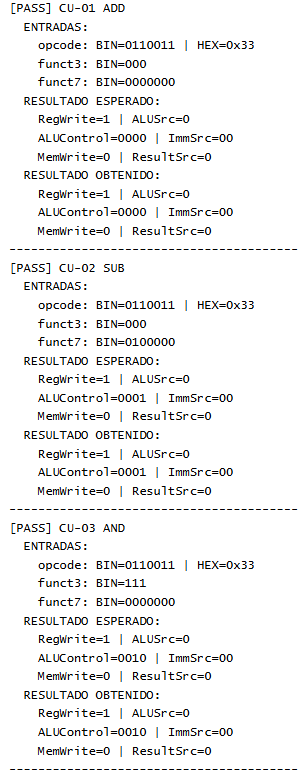 [PASS] CU-01 ADD
ENTRADAS:
opcode: BIN=0110011 | HEX=0x33
funct3: BIN=000
funct7: BIN=0000000
RESULTADO ESPERADO:
RegWrite=1 | ALUSrc=0
ALUControl=0000 | ImmSrc=00
MemWrite=0 | ResultSrc=0
RESULTADO OBTENIDO:
RegWrite=1 | ALUSrc=0
ALUControl=0000 | ImmSrc=00
MemWrite=0 | ResultSrc=0
----------------------------------------
[PASS] CU-02 SUB
ENTRADAS:
opcode: BIN=0110011 | HEX=0x33
funct3: BIN=000
funct7: BIN=0100000
RESULTADO ESPERADO:
RegWrite=1 | ALUSrc=0
ALUControl=0001 | ImmSrc=00
MemWrite=0 | ResultSrc=0
RESULTADO OBTENIDO:
RegWrite=1 | ALUSrc=0
ALUControl=0001 | ImmSrc=00
MemWrite=0 | ResultSrc=0
----------------------------------------
[PASS] CU-03 AND
ENTRADAS:
opcode: BIN=0110011 | HEX=0x33
funct3: BIN=111
funct7: BIN=0000000
RESULTADO ESPERADO:
RegWrite=1 | ALUSrc=0
ALUControl=0010 | ImmSrc=00
MemWrite=0 | ResultSrc=0
RESULTADO OBTENIDO:
RegWrite=1 | ALUSrc=0
ALUControl=0010 | ImmSrc=00
MemWrite=0 | ResultSrc=0
----------------------------------------